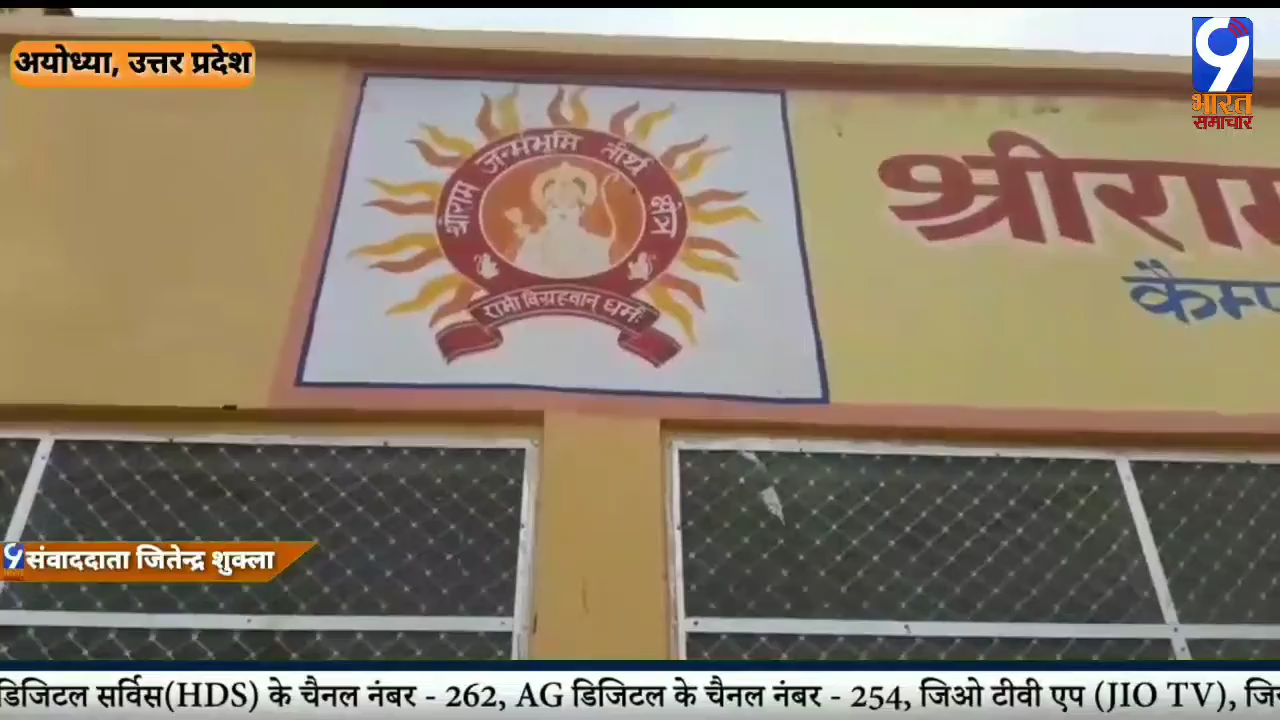 अयोध्या, उत्तर प्रदेश
9
भारत
समाचार
श्रीराम जन्मभूमि तीर्थ क्षेत्र
रामो विग्रहवान् धर्मः
श्रीराम
कैम्प
9 संवाददाता जितेन्द्र शुक्ला
डिजिटल सर्विस(HDS) के चैनल नंबर - 262, AG डिजिटल के चैनल नंबर - 254, जिओ टीवी एप (JIO TV),